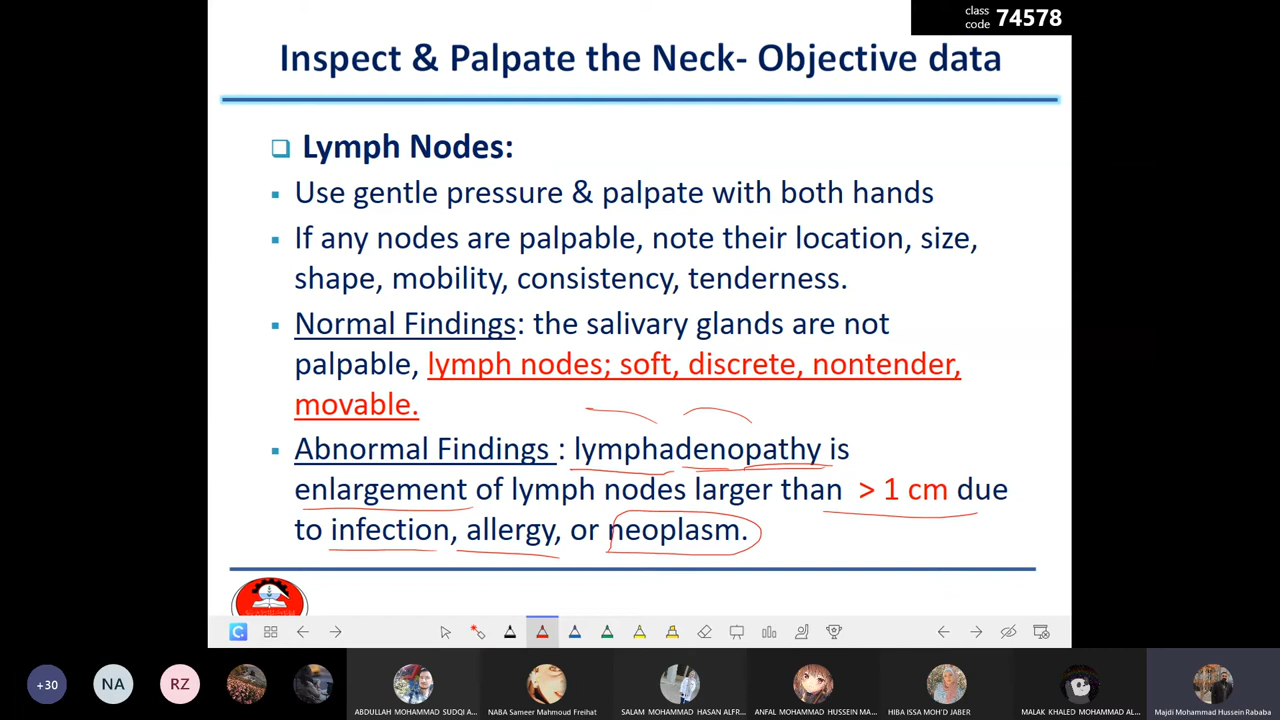 class
code 74578
Inspect & Palpate the Neck- Objective data
Lymph Nodes:
Use gentle pressure & palpate with both hands
If any nodes are palpable, note their location, size,
shape, mobility, consistency, tenderness.
Normal Findings: the salivary glands are not
palpable, lymph nodes; soft, discrete, nontender,
movable.
Abnormal Findings : lymphadenopathy is
enlargement of lymph nodes larger than > 1 cm due
to infection, allergy, or neoplasm.
+30
NA
RZ
ABDULLAH MOHAMMAD SUDQI A...
NABA Sameer Mahmoud Freihat
SALAM MOHAMMAD HASAN ALFR...
ANFAL MOHAMMAD HUSSEIN MA...
HIBA ISSA MOH'D JABER
MALAK KHALED MOHAMMAD AL...
Majdi Mohammad Hussein Rababa